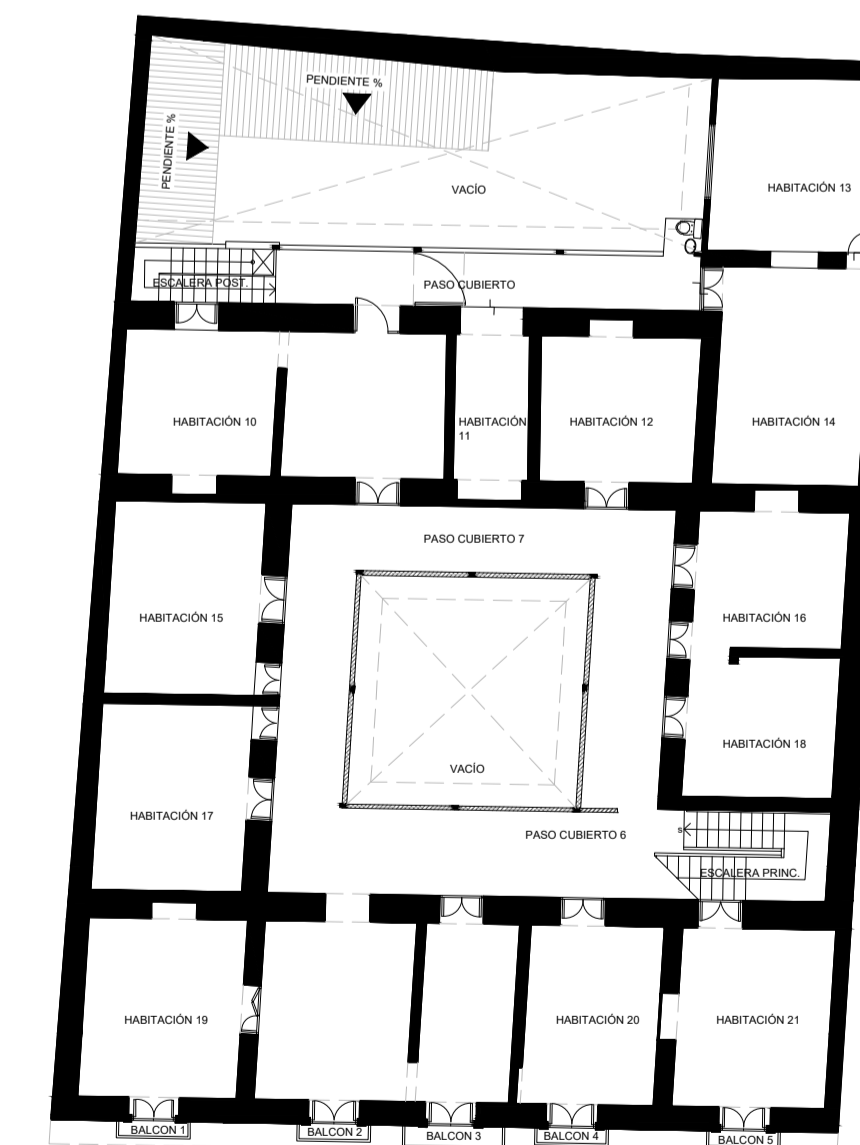 PENDIENTE %
PENDIENTE %
VACÍO
HABITACIÓN 13
ESCALERA POST.
PASO CUBIERTO
HABITACIÓN 10
HABITACIÓN
11
HABITACIÓN 12
HABITACIÓN 14
PASO CUBIERTO 7
HABITACIÓN 15
HABITACIÓN 16
HABITACIÓN 18
VACÍO
HABITACIÓN 17
PASO CUBIERTO 6
S
ESCALERA PRINC.
HABITACIÓN 19
HABITACIÓN 20
HABITACIÓN 21
BALCON 1
BALCON 2
BALCON 3
BALCON 4
BALCON 5